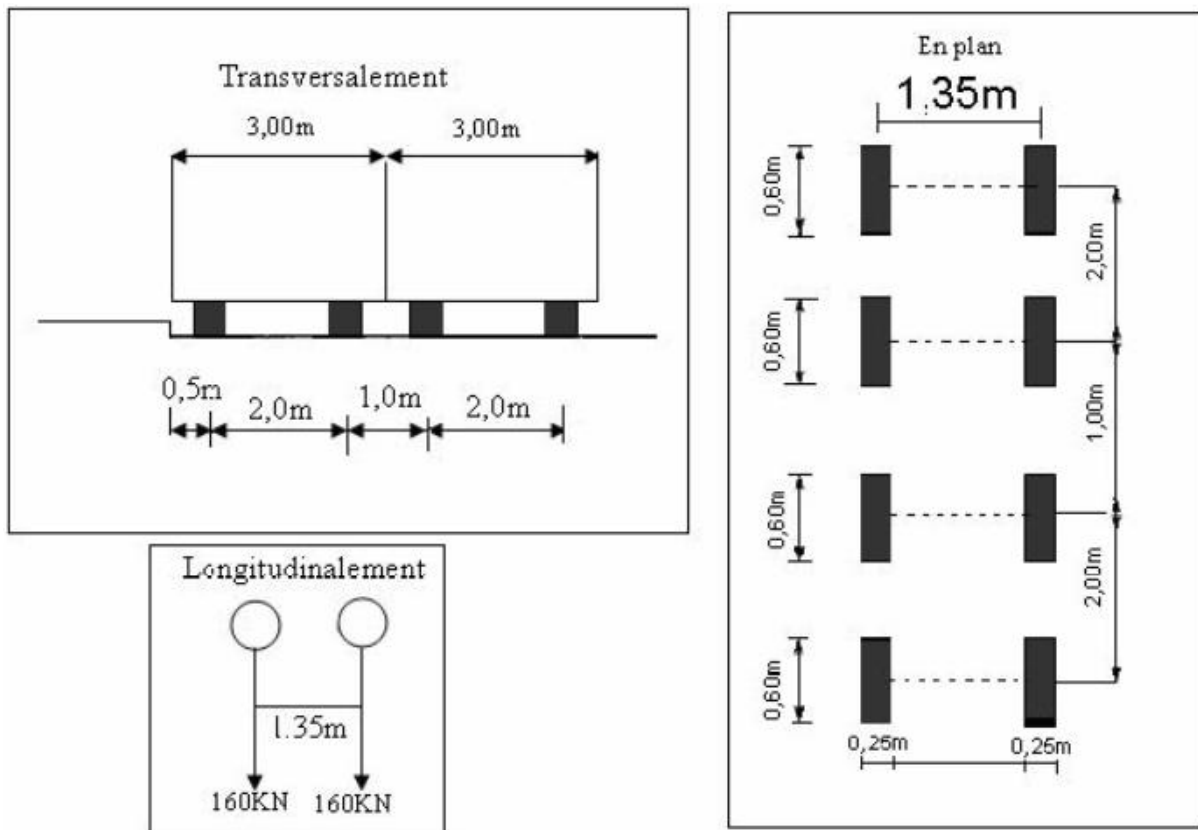 Transversalement
3,00m 3,00m
0,5m 2,0m 1,0m 2,0m
Longitudinalement
1.35m
160KN 160KN
En plan
1.35m
0,60m
2,00m
0,60m
1,00m
0,60m
2,00m
0,60m
0,25m 0,25m